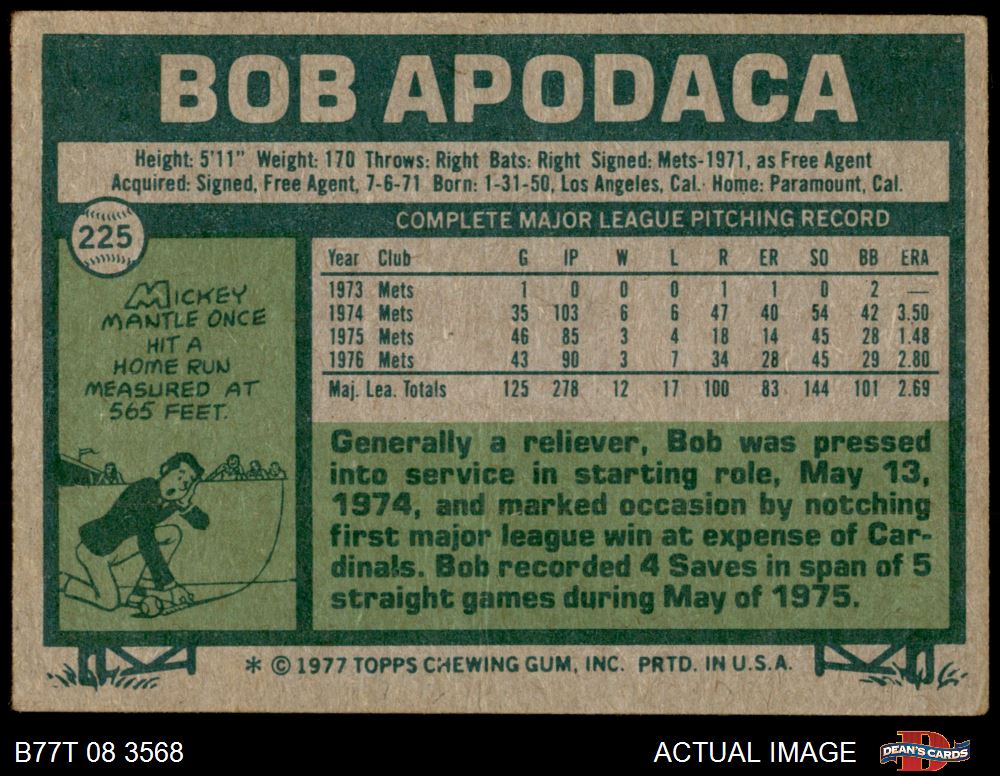 BOB APODACA
Height: 5'11" Weight: 170 Throws: Right Bats: Right Signed: Mets-1971, as Free Agent
Acquired: Signed, Free Agent, 7-6-71 Born: 1-31-50, Los Angeles, Cal. Home: Paramount, Cal.
225
MICKEY
MANTLE ONCE
HIT A
HOME RUN
MEASURED AT
565 FEET.
COMPLETE MAJOR LEAGUE PITCHING RECORD
Year Club G IP W L R ER SO BB ERA
1973 Mets 1 0 0 0 1 1 0 2 —
1974 Mets 35 103 6 6 47 40 54 42 3.50
1975 Mets 46 85 3 4 18 14 45 28 1.48
1976 Mets 43 90 3 7 34 28 45 29 2.80
Maj. Lea. Totals 125 278 12 17 100 83 144 101 2.69
Generally a reliever, Bob was pressed
into service in starting role, May 13,
1974, and marked occasion by notching
first major league win at expense of Car-
dinals. Bob recorded 4 Saves in span of 5
straight games during May of 1975.
* © 1977 TOPPS CHEWING GUM, INC. PRTD. IN U.S.A.
B77T 08 3568
ACTUAL IMAGE
D
DEAN'S CARDS